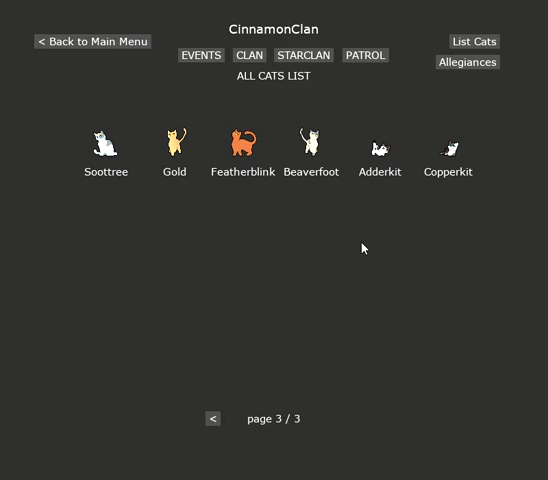 CinnamonClan
< Back to Main Menu
List Cats
EVENTS CLAN STARCLAN PATROL
Allegiances
ALL CATS LIST
Soottree Gold Featherblink Beaverfoot Adderkit Copperkit
< page 3 / 3